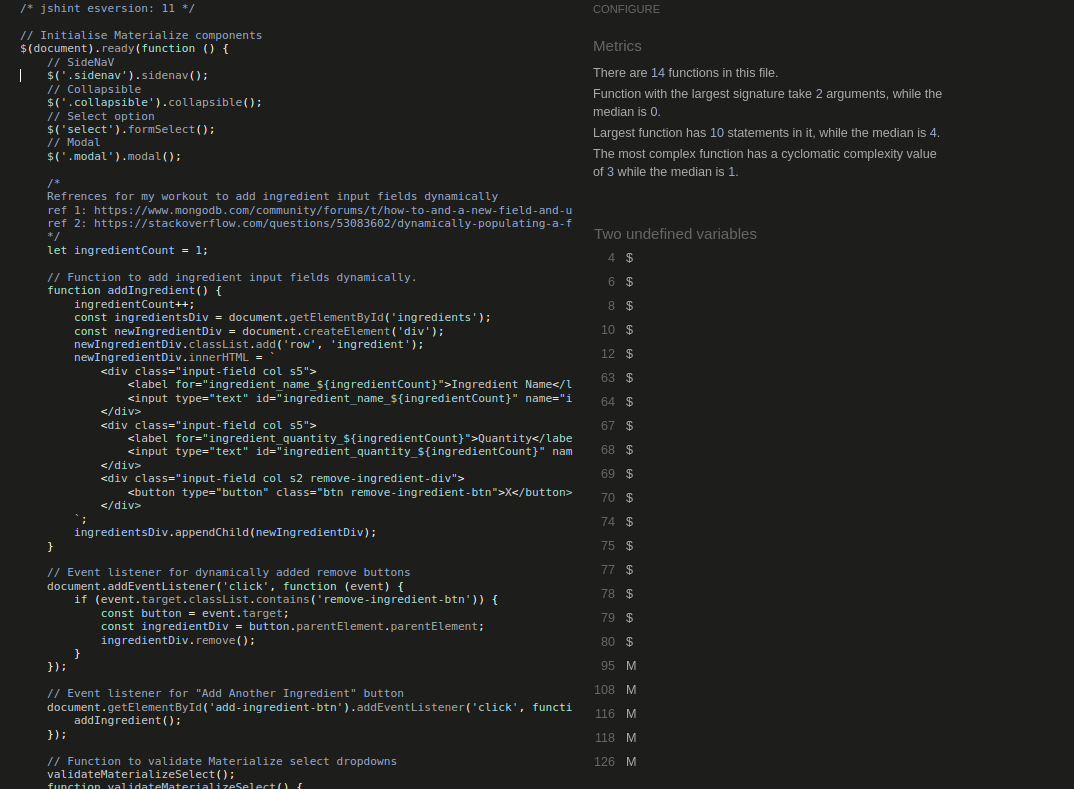 /* jshint esversion: 11 */
// Initialise Materialize components
$(document).ready(function () {
// SideNaV
$('.sidenav').sidenav();
// Collapsible
$('.collapsible').collapsible();
// Select option
$('select').formSelect();
// Modal
$('.modal').modal();
/*
Refrences for my workout to add ingredient input fields dynamically
ref 1: https://www.mongodb.com/community/forums/t/how-to-and-a-new-field-and-u
ref 2: https://stackoverflow.com/questions/53083602/dynamically-populating-a-f
*/
let ingredientCount = 1;
// Function to add ingredient input fields dynamically.
function addIngredient() {
ingredientCount++;
const ingredientsDiv = document.getElementById('ingredients');
const newIngredientDiv = document.createElement('div');
newIngredientDiv.classList.add('row', 'ingredient');
newIngredientDiv.innerHTML = `
<div class="input-field col s5">
<label for="ingredient_name_${ingredientCount}">Ingredient Name</l
<input type="text" id="ingredient_name_${ingredientCount}" name="i
</div>
<div class="input-field col s5">
<label for="ingredient_quantity_${ingredientCount}">Quantity</labe
<input type="text" id="ingredient_quantity_${ingredientCount}" nam
</div>
<div class="input-field col s2 remove-ingredient-div">
<button type="button" class="btn remove-ingredient-btn">X</button>
</div>
`;
ingredientsDiv.appendChild(newIngredientDiv);
}
// Event listener for dynamically added remove buttons
document.addEventListener('click', function (event) {
if (event.target.classList.contains('remove-ingredient-btn')) {
const button = event.target;
const ingredientDiv = button.parentElement.parentElement;
ingredientDiv.remove();
}
});
// Event listener for "Add Another Ingredient" button
document.getElementById('add-ingredient-btn').addEventListener('click', functi
addIngredient();
});
// Function to validate Materialize select dropdowns
validateMaterializeSelect();
function validateMaterializeSelect() {
CONFIGURE
Metrics
There are 14 functions in this file.
Function with the largest signature take 2 arguments, while the
median is 0.
Largest function has 10 statements in it, while the median is 4.
The most complex function has a cyclomatic complexity value
of 3 while the median is 1.
Two undefined variables
4 $
6 $
8 $
10 $
12 $
63 $
64 $
67 $
68 $
69 $
70 $
74 $
75 $
77 $
78 $
79 $
80 $
95 M
108 M
116 M
118 M
126 M